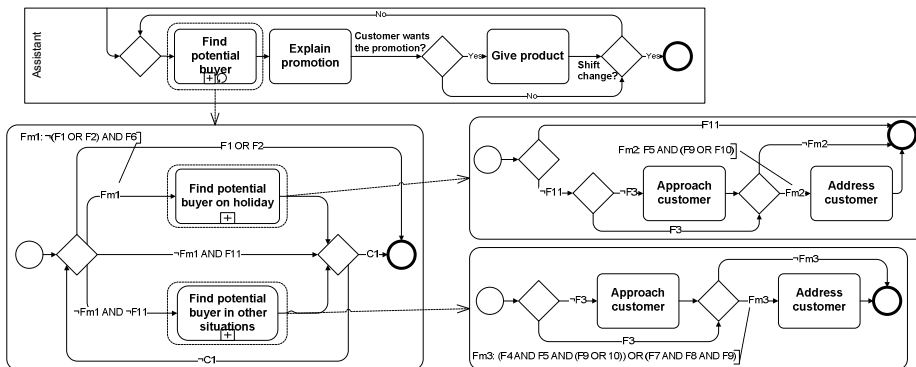 Assistant
No
Find
potential
buyer
Explain
promotion
Customer wants
the promotion?
Yes
Give product
Shift
change?
Yes
No
Fm1: ¬(F1 OR F2) AND F6
F1 OR F2
Fm1
Find potential
buyer on holiday
¬Fm1 AND F11
C1
¬Fm1 AND ¬F11
Find potential
buyer in other
situations
¬C1
F11
Fm2: F5 AND (F9 OR F10)
¬Fm2
¬F11
¬F3
Approach
customer
Fm2
Address
customer
F3
¬Fm3
¬F3
Approach
customer
Fm3
Address
customer
F3
Fm3: (F4 AND F5 AND (F9 OR 10)) OR (F7 AND F8 AND F9)